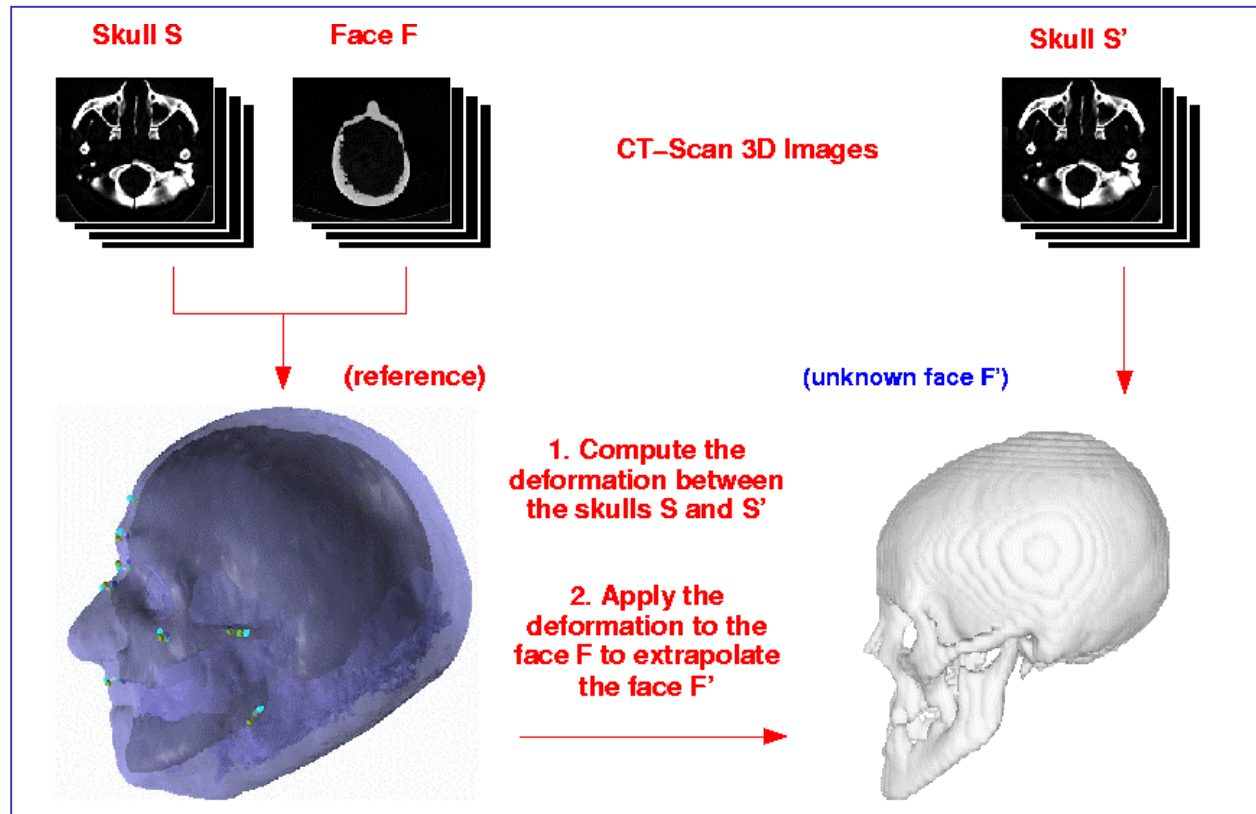 Skull S
Face F
Skull S’
CT–Scan 3D Images
(reference)
(unknown face F’)
1. Compute the
deformation between
the skulls S and S’
2. Apply the
deformation to the
face F to extrapolate
the face F’